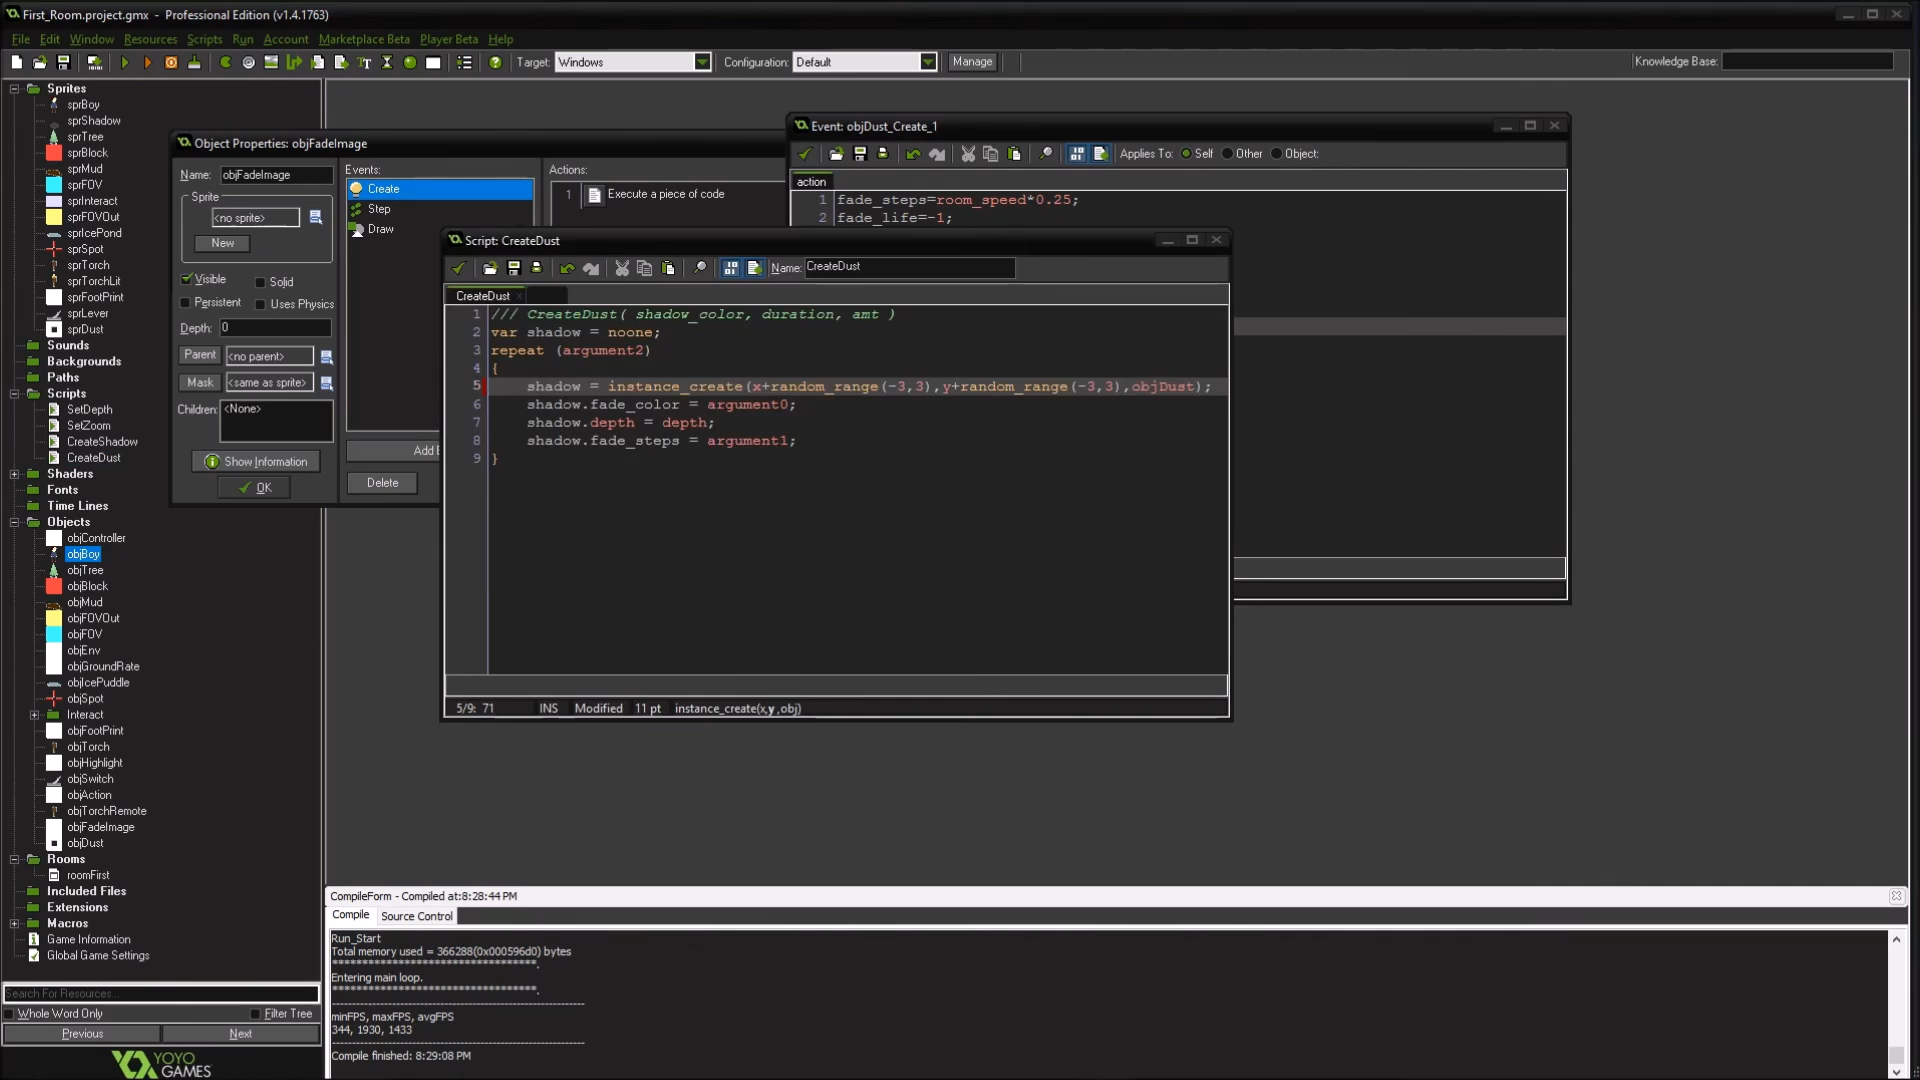 First_Room.project.gmx - Professional Edition (v1.4.1763)
File Edit Window Resources Scripts Run Account Marketplace Beta Player Beta Help
Target: Windows Configuration: Default Manage Knowledge Base:
Sprites
sprBoy
sprShadow
sprTree
sprBlock
sprMud
sprFOV
sprInteract
sprFOVOut
sprIcePond
sprSpot
sprTorch
sprTorchLit
sprFootPrint
sprLever
sprDust
Sounds
Backgrounds
Paths
Scripts
SetDepth
SetZoom
CreateShadow
CreateDust
Shaders
Fonts
Time Lines
Objects
objController
objBoy
objTree
objBlock
objMud
objFOVOut
objFOV
objEnv
objGroundRate
objIcePuddle
objSpot
Interact
objFootPrint
objTorch
objHighlight
objSwitch
objAction
objTorchRemote
objFadeImage
objDust
Rooms
roomFirst
Included Files
Extensions
Macros
Game Information
Global Game Settings
Search For Resources...
Whole Word Only Filter Tree
Previous Next
YOYO
GAMES
Object Properties: objFadeImage
Name: objFadeImage
Sprite
<no sprite>
New
Visible Solid
Persistent Uses Physics
Depth: 0
Parent <no parent>
Mask <same as sprite>
Children: <None>
Show Information
OK
Events:
Create
Step
Draw
Add E
Delete
Actions:
1 Execute a piece of code
Event: objDust_Create_1
Applies To: Self Other Object:
action
1 fade_steps=room_speed*0.25;
2 fade_life=-1;
Script: CreateDust
Name: CreateDust
CreateDust
1 /// CreateDust( shadow_color, duration, amt )
2 var shadow = noone;
3 repeat (argument2)
4 {
5 shadow = instance_create(x+random_range(-3,3),y+random_range(-3,3),objDust);
6 shadow.fade_color = argument0;
7 shadow.depth = depth;
8 shadow.fade_steps = argument1;
9 }
5/9: 71 INS Modified 11 pt instance_create(x,y,obj)
CompileForm - Compiled at:8:28:44 PM
Compile Source Control
Run_Start
Total memory used = 366288(0x000596d0) bytes
**********************************.
Entering main loop.
**********************************.
---------------------------------------------------------------
minFPS, maxFPS, avgFPS
344, 1930, 1433
---------------------------------------------------------------
Compile finished: 8:29:08 PM